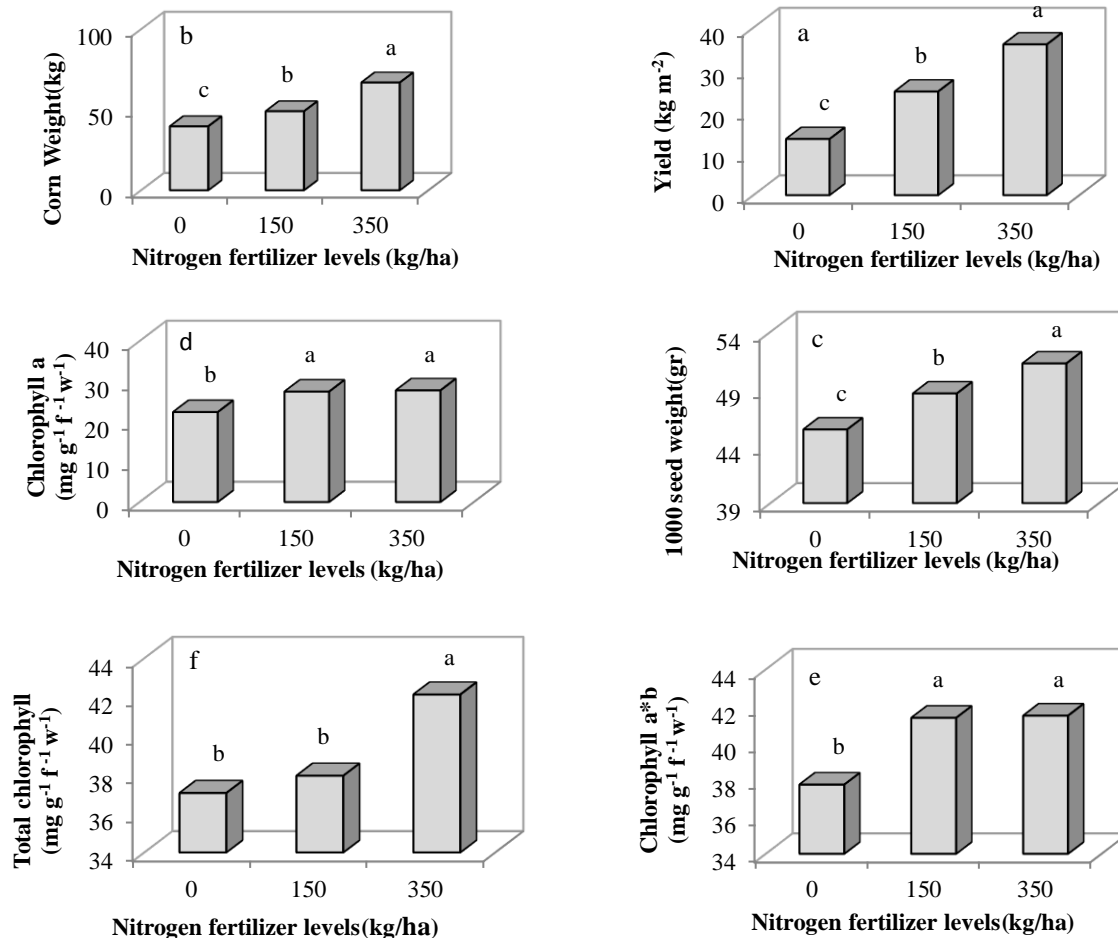 b
100
50
0
Corn Weight(kg)
c
b
a
0 150 350
Nitrogen fertilizer levels (kg/ha)
a
40
30
20
10
0
Yield (kg m-2)
c
b
a
0 150 350
Nitrogen fertilizer levels (kg/ha)
d
40
30
20
10
0
Chlorophyll a
(mg g-1 f -1 w-1)
b
a
a
0 150 350
Nitrogen fertilizer levels (kg/ha)
c
54
49
44
39
1000 seed weight(gr)
c
b
a
0 150 350
Nitrogen fertilizer levels (kg/ha)
f
44
42
40
38
36
34
Total chlorophyll
(mg g-1 f -1 w-1)
b
b
a
0 150 350
Nitrogen fertilizer levels(kg/ha)
e
44
42
40
38
36
34
Chlorophyll a*b
(mg g-1 f -1 w-1)
b
a
a
0 150 350
Nitrogen fertilizer levels(kg/ha)